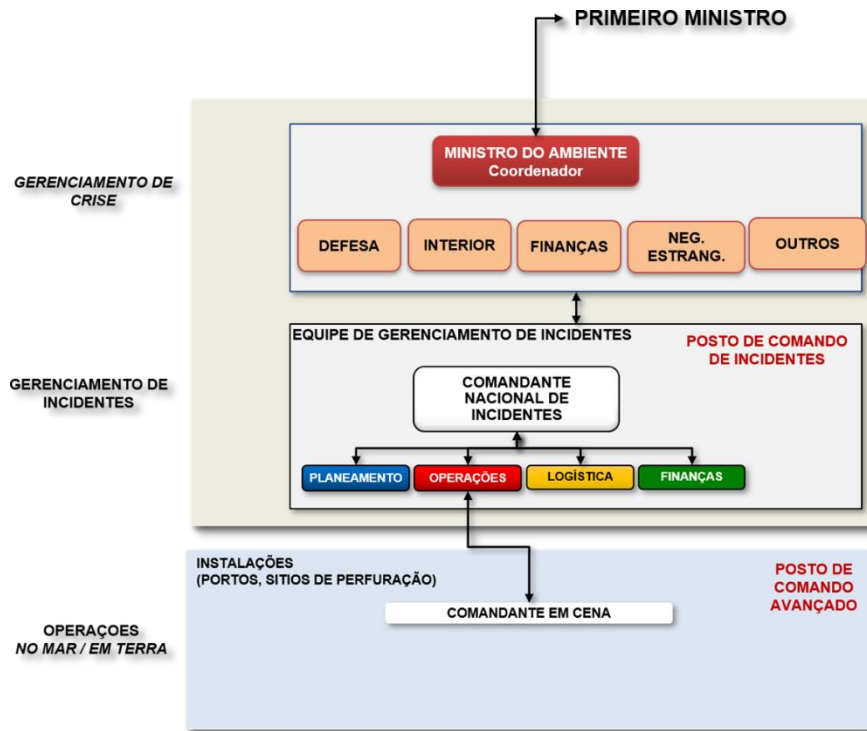 PRIMEIRO MINISTRO
GERENCIAMENTO DE
CRISE
MINISTRO DO AMBIENTE
Coordenador
DEFESA
INTERIOR
FINANÇAS
NEG.
ESTRANG.
OUTROS
GERENCIAMENTO DE
INCIDENTES
EQUIPE DE GERENCIAMENTO DE INCIDENTES
POSTO DE COMANDO
DE INCIDENTES
COMANDANTE
NACIONAL DE
INCIDENTES
PLANEAMENTO
OPERAÇÕES
LOGÍSTICA
FINANÇAS
OPERAÇOES
NO MAR / EM TERRA
INSTALAÇÕES
(PORTOS, SITIOS DE PERFURAÇÃO)
POSTO DE
COMANDO
AVANÇADO
COMANDANTE EM CENA